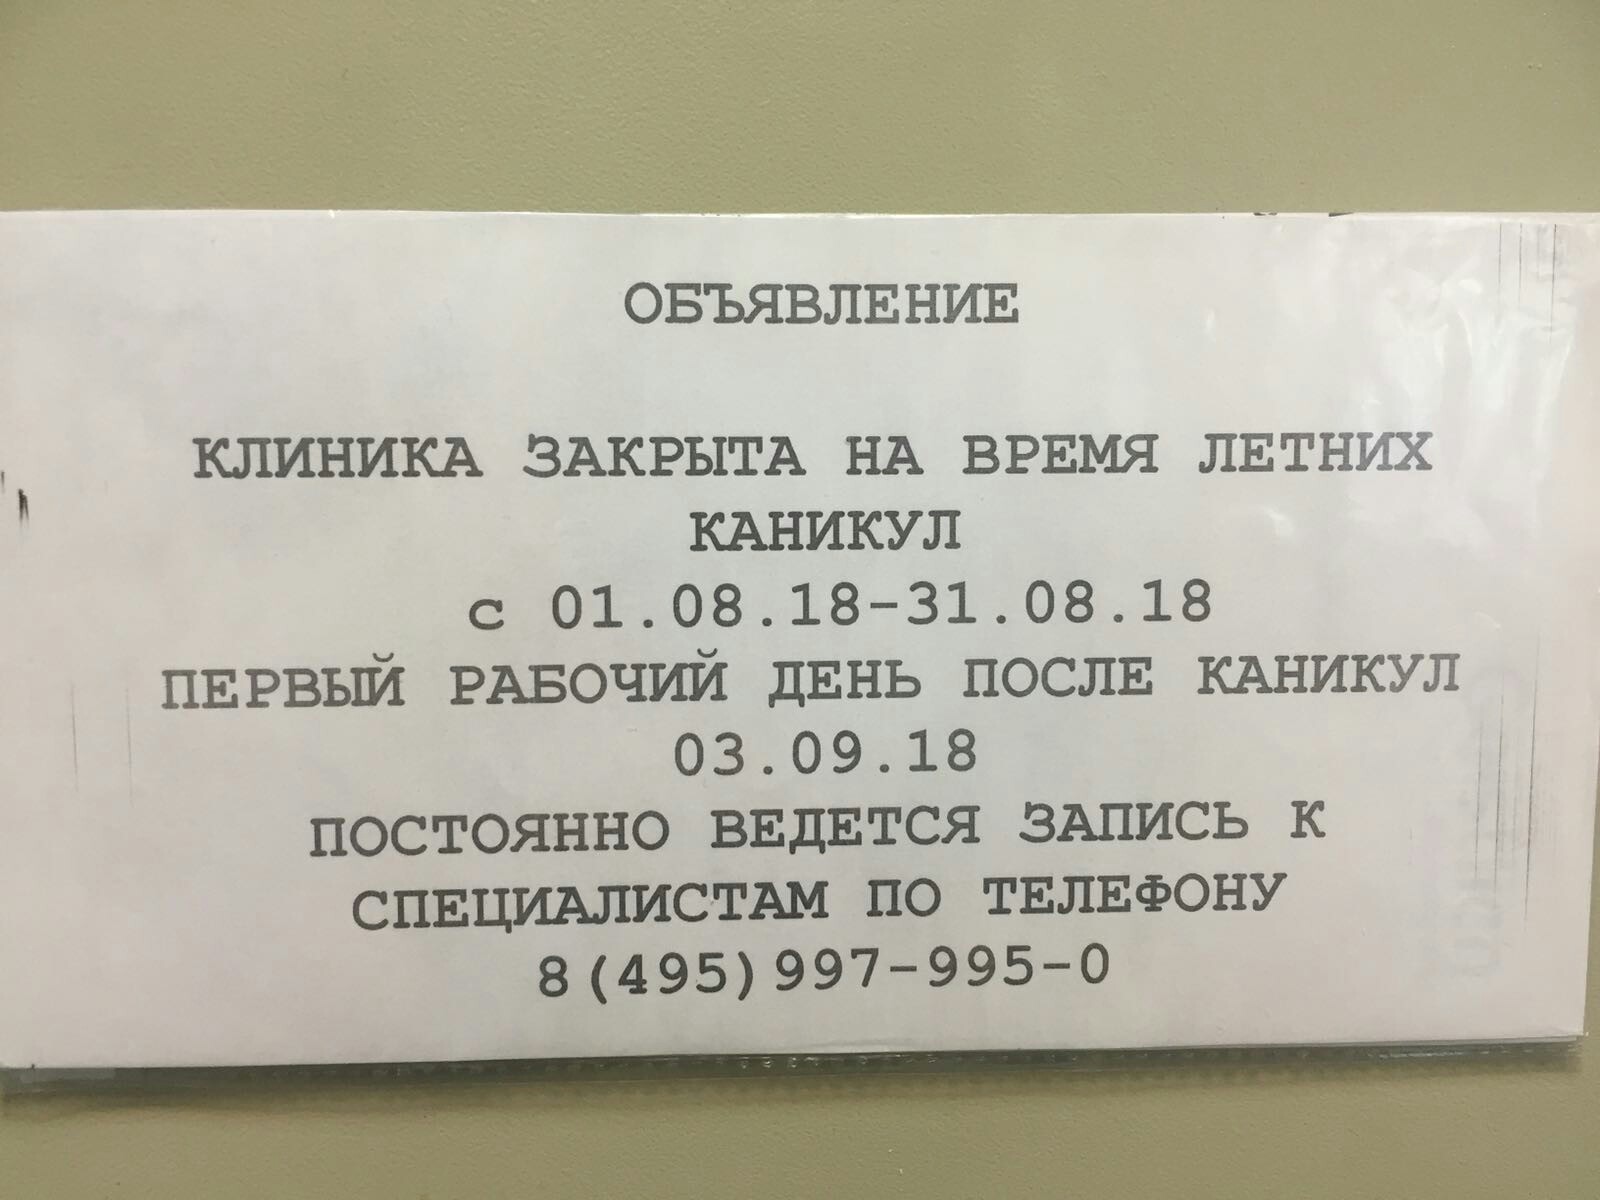 ОБЪЯВЛЕНИЕ
КЛИНИКА ЗАКРЫТА НА ВРЕМЯ ЛЕТНИХ
КАНИКУЛ
с 01.08.18-31.08.18
ПЕРВЫЙ РАБОЧИЙ ДЕНЬ ПОСЛЕ КАНИКУЛ
03.09.18
ПОСТОЯННО ВЕДЕТСЯ ЗАПИСЬ К
СПЕЦИАЛИСТАМ ПО ТЕЛЕФОНУ
8(495)997-995-0